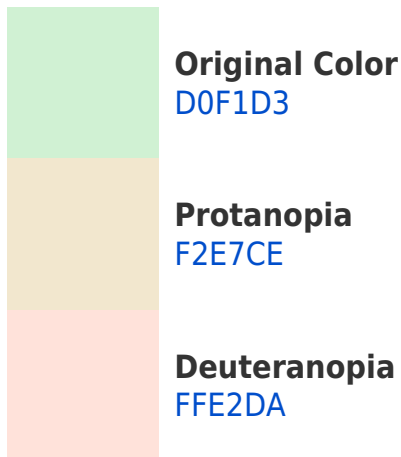 Original Color
D0F1D3
Protanopia
F2E7CE
Deuteranopia
FFE2DA